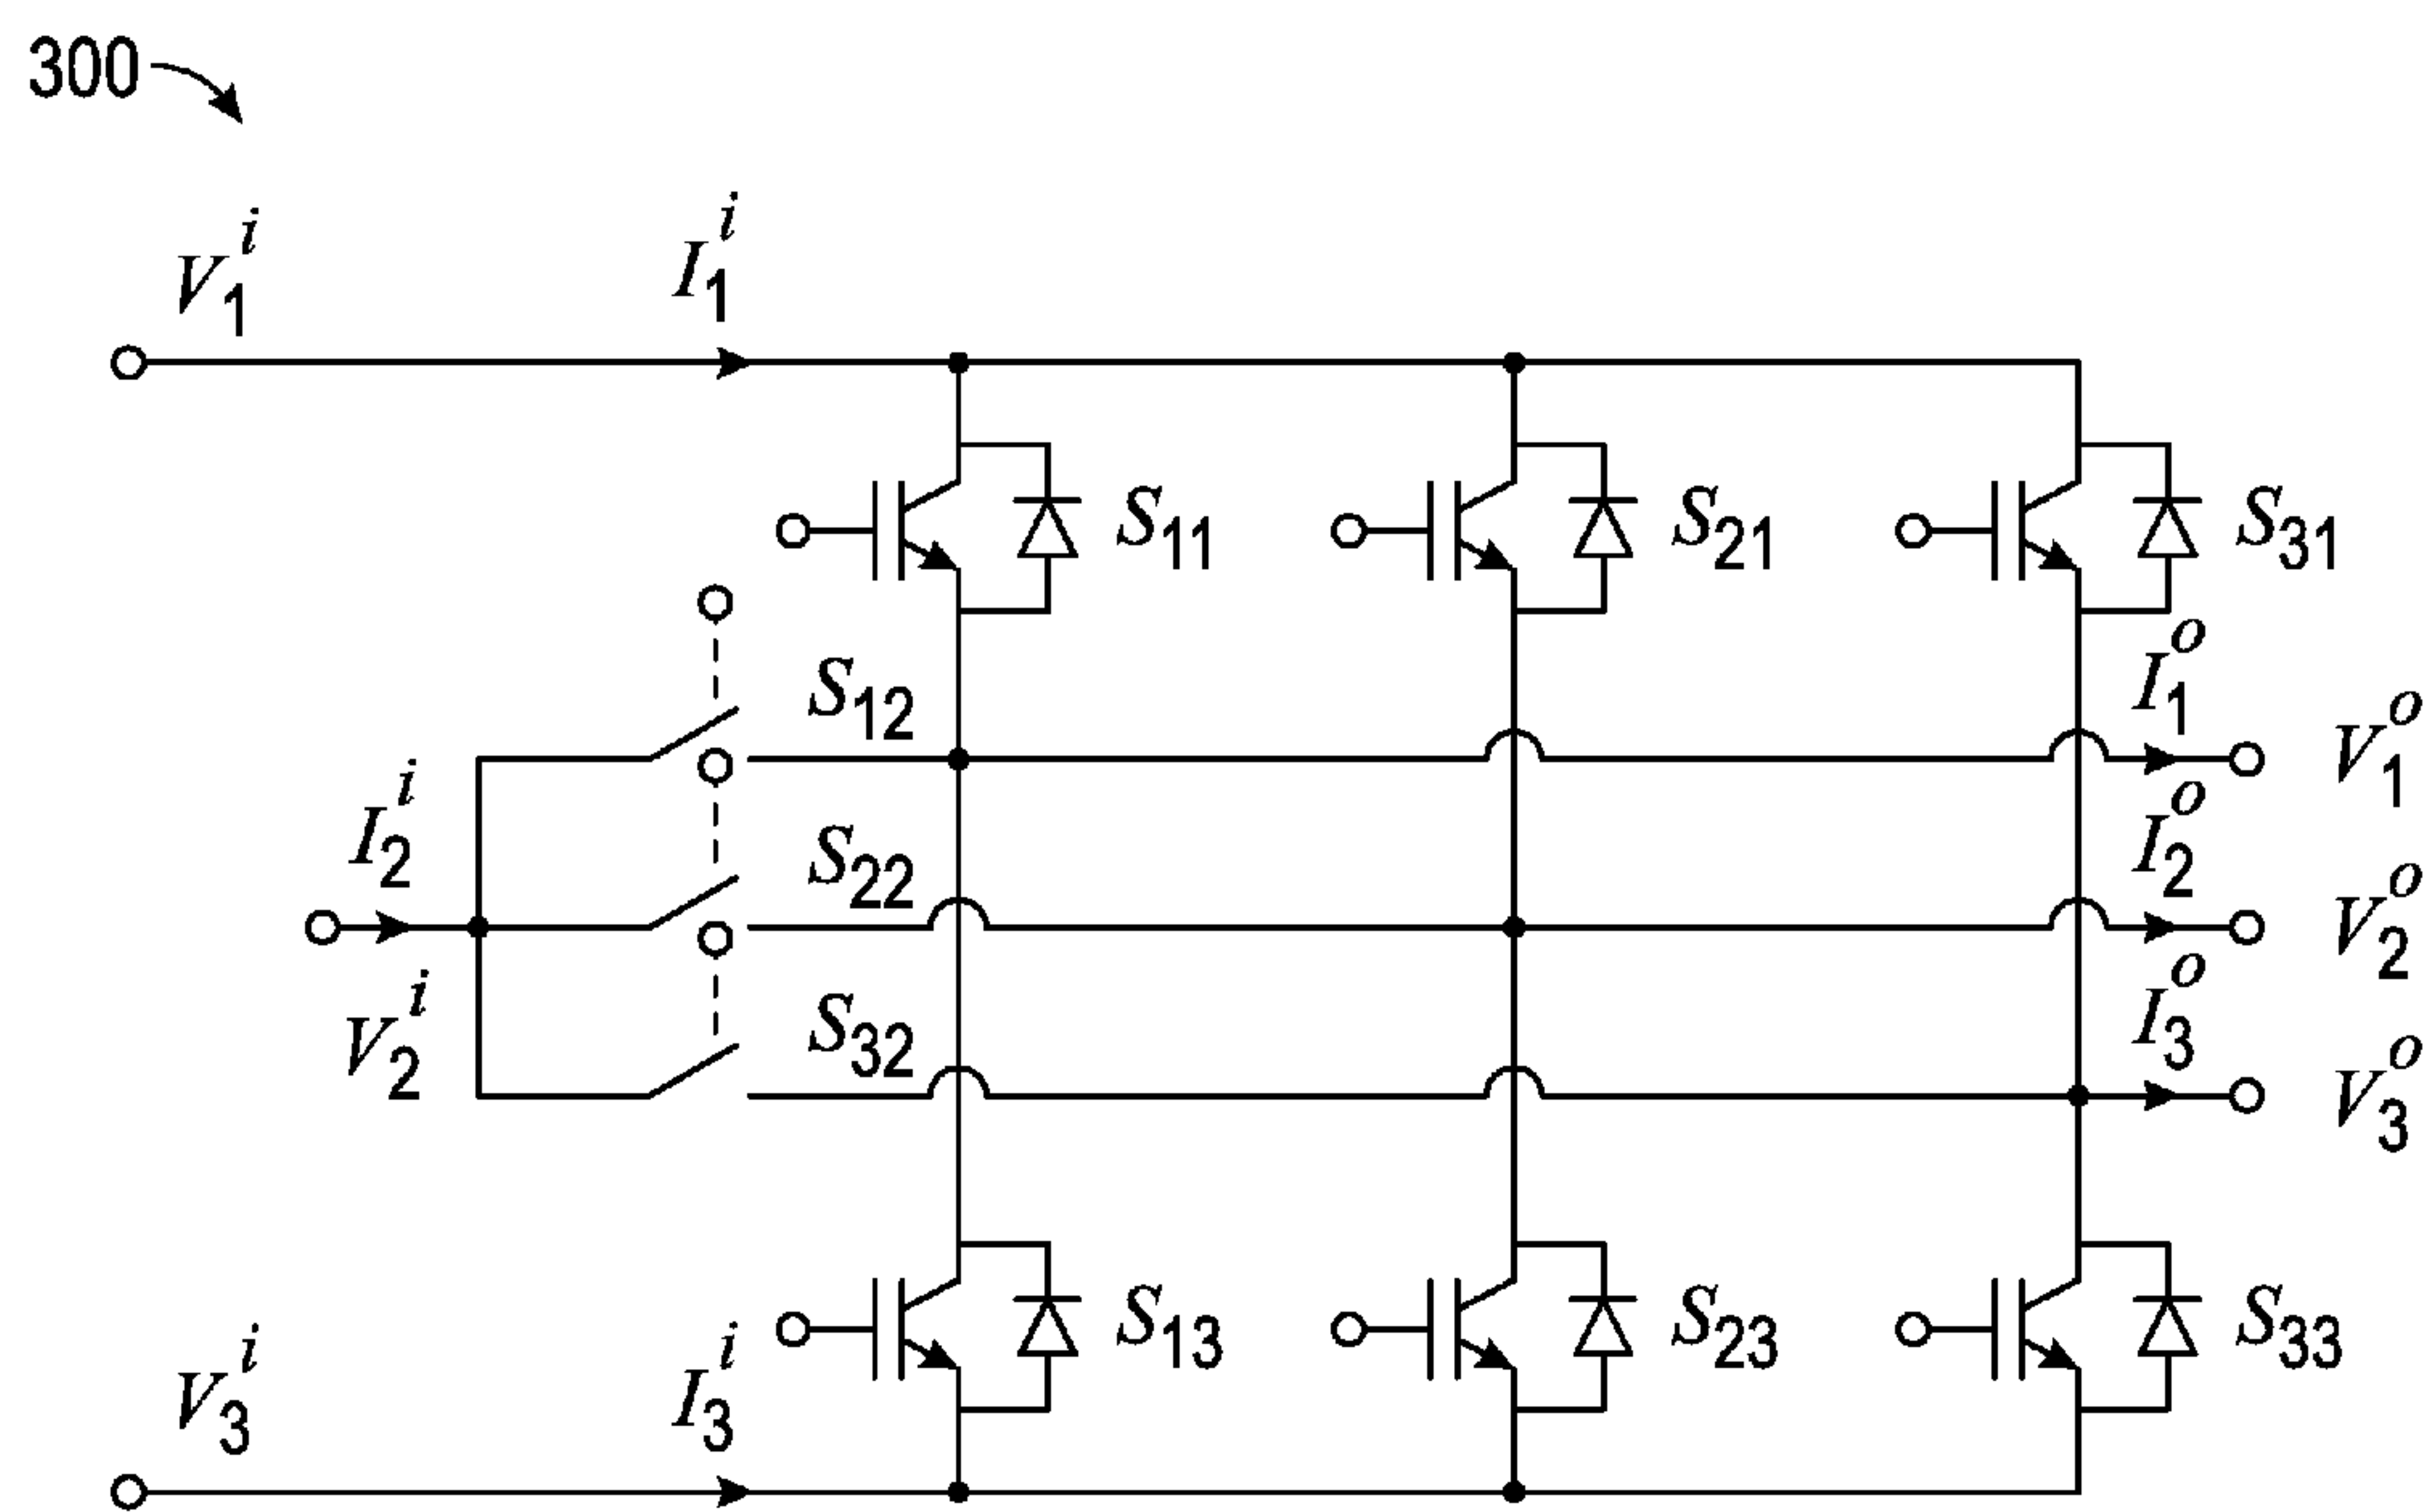 300
V₁ⁱ
I₁ⁱ
S₁₁
S₂₁
S₃₁
I₁ᵒ
S₁₂
V₁ᵒ
I₂ⁱ
I₂ᵒ
S₂₂
V₂ᵒ
V₂ⁱ
I₃ᵒ
S₃₂
V₃ᵒ
S₁₃
S₂₃
S₃₃
V₃ⁱ
I₃ⁱ